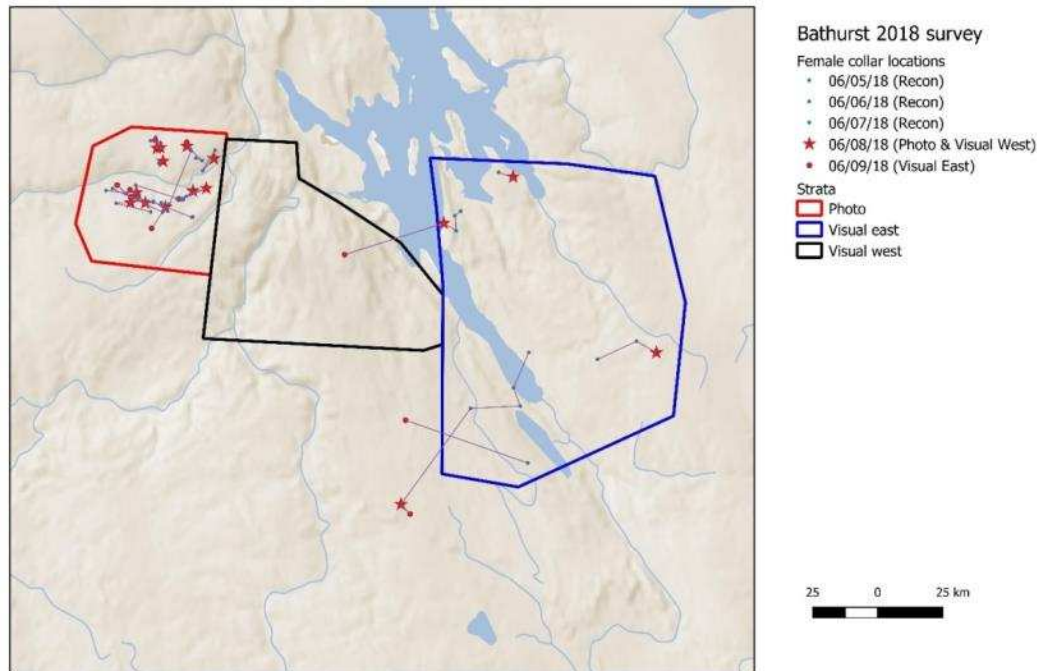 Bathurst 2018 survey
Female collar locations
06/05/18 (Recon)
06/06/18 (Recon)
06/07/18 (Recon)
06/08/18 (Photo & Visual West)
06/09/18 (Visual East)
Strata
Photo
Visual east
Visual west
25 0 25 km